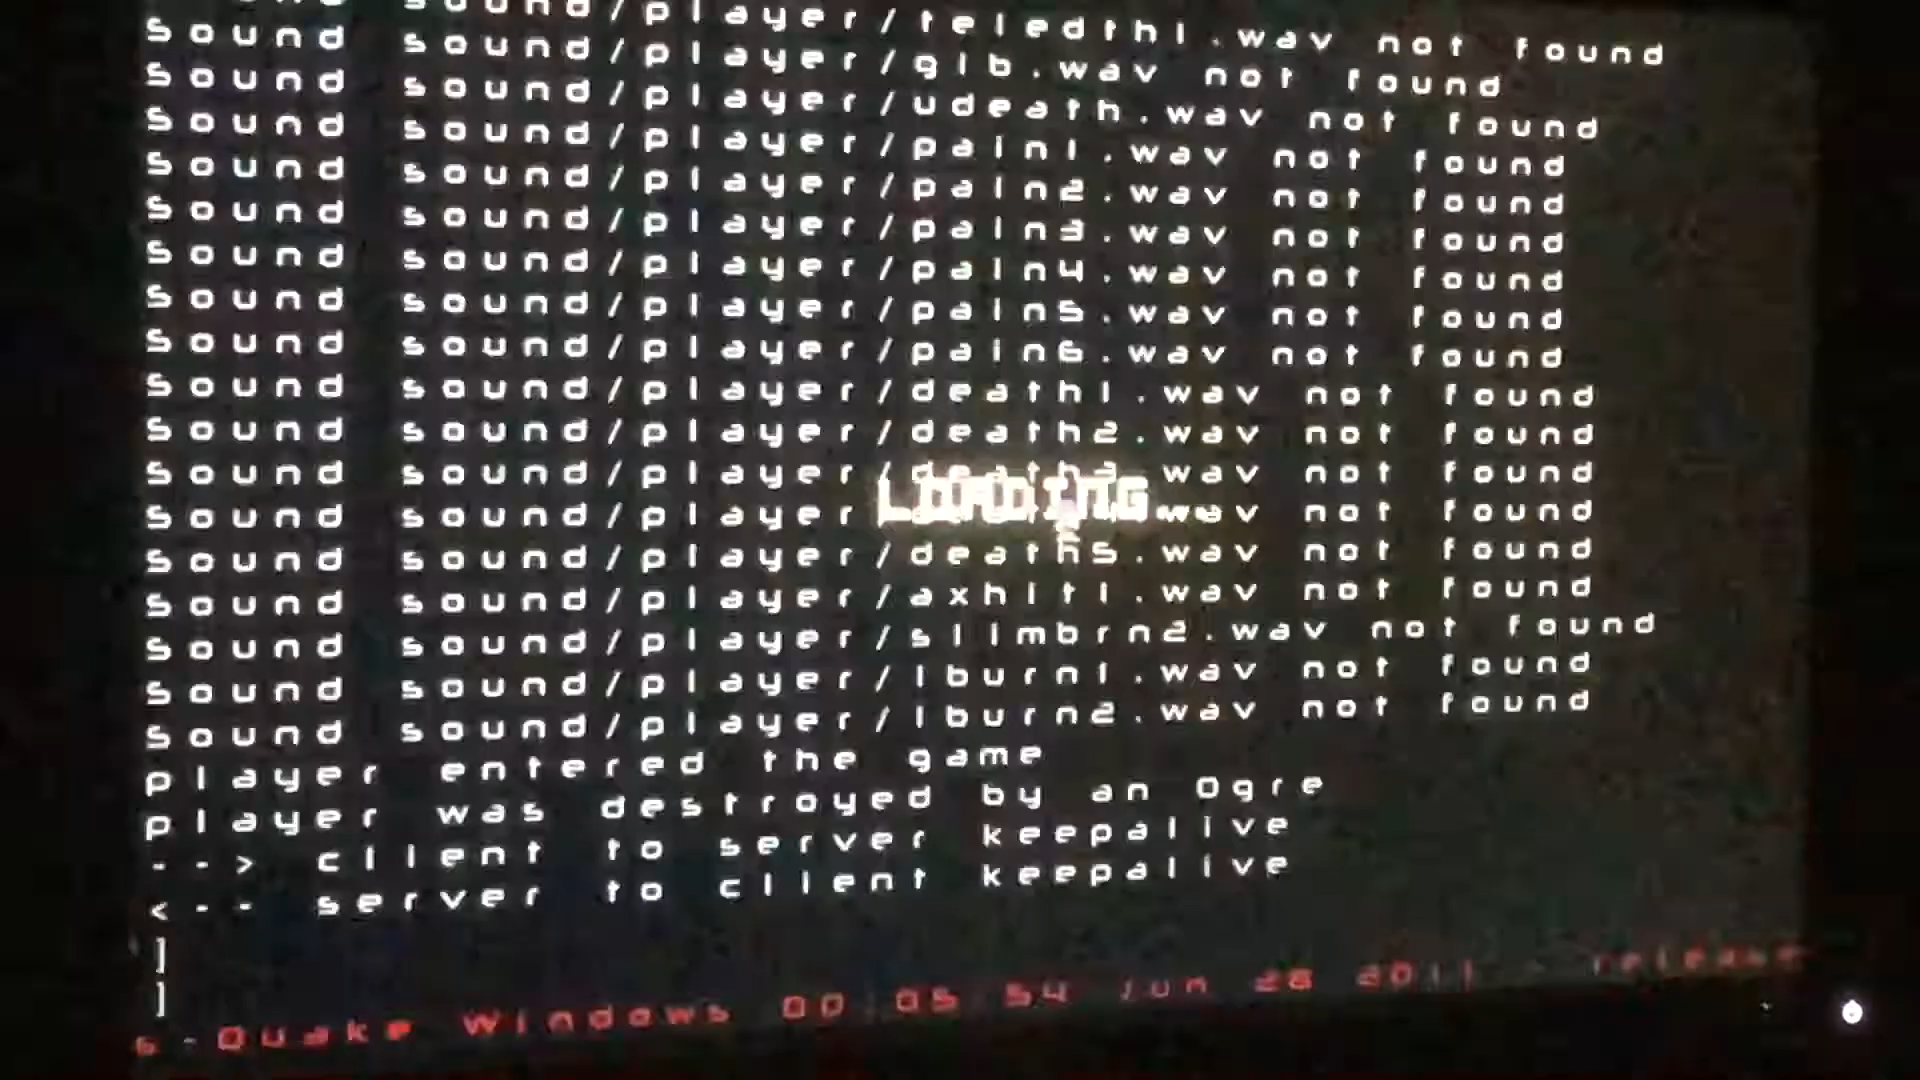 sound/player/teledth1.wav not found
Sound sound/player/gib.wav not found
Sound sound/player/udeath.wav not found
Sound sound/player/pain1.wav not found
Sound sound/player/pain2.wav not found
Sound sound/player/pain3.wav not found
Sound sound/player/pain4.wav not found
Sound sound/player/pain5.wav not found
Sound sound/player/pain6.wav not found
Sound sound/player/death1.wav not found
Sound sound/player/death2.wav not found
Sound sound/player/death3.wav not found
LOADING...
Sound sound/player wav not found
Sound sound/player/death5.wav not found
Sound sound/player/axhit1.wav not found
Sound sound/player/slimbrn2.wav not found
Sound sound/player/lburn1.wav not found
Sound sound/player/lburn2.wav not found
player entered the game
player was destroyed by an Ogre
--> client to server keepalive
<-- server to client keepalive
]
]
Quake Windows 00:05:54 Jun 28 2011 - release